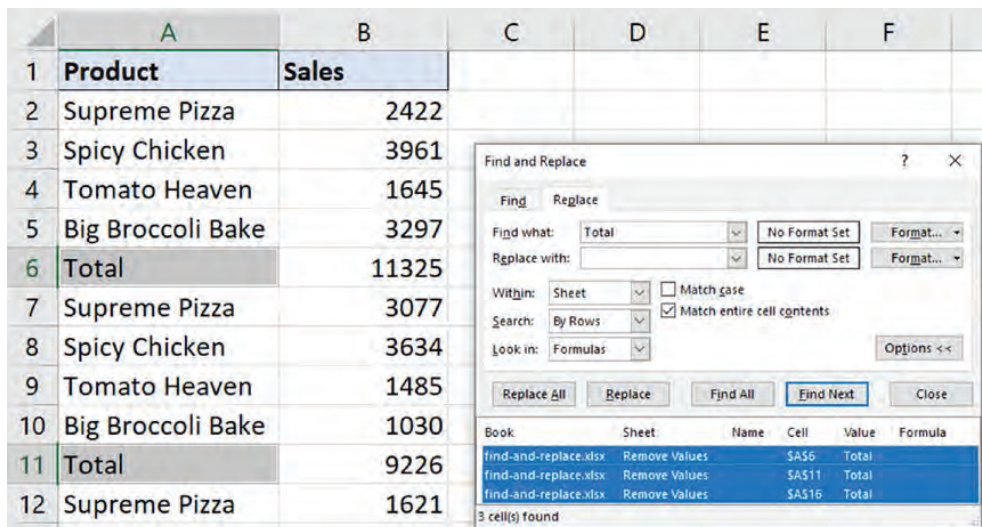 A B C D E F
1 Product Sales
2 Supreme Pizza 2422
3 Spicy Chicken 3961
4 Tomato Heaven 1645
5 Big Broccoli Bake 3297
6 Total 11325
7 Supreme Pizza 3077
8 Spicy Chicken 3634
9 Tomato Heaven 1485
10 Big Broccoli Bake 1030
11 Total 9226
12 Supreme Pizza 1621
Find and Replace ? ×
Find Replace
Find what: Total No Format Set Format...
Replace with: No Format Set Format...
Within: Sheet Match case
Search: By Rows Match entire cell contents
Look in: Formulas Options <<
Replace All Replace Find All Find Next Close
Book Sheet Name Cell Value Formula
find-and-replace.xlsx Remove Values $A$6 Total
find-and-replace.xlsx Remove Values $A$11 Total
find-and-replace.xlsx Remove Values $A$16 Total
3 cell(s) found